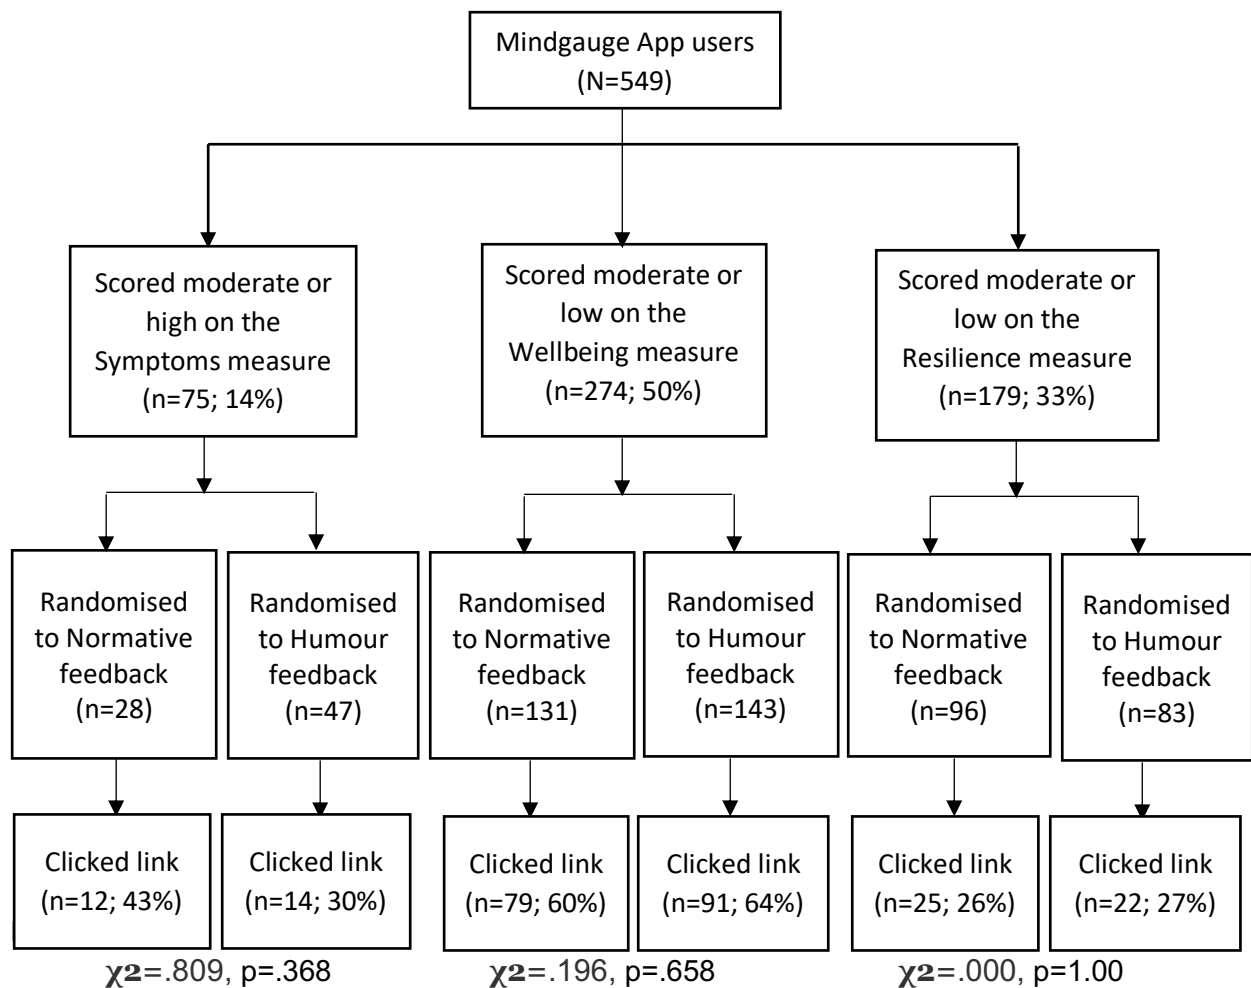 Mindgauge App users
(N=549)
Scored moderate or
high on the
Symptoms measure
(n=75; 14%)
Scored moderate or
low on the
Wellbeing measure
(n=274; 50%)
Scored moderate or
low on the
Resilience measure
(n=179; 33%)
Randomised
to Normative
feedback
(n=28)
Randomised
to Humour
feedback
(n=47)
Randomised
to Normative
feedback
(n=131)
Randomised
to Humour
feedback
(n=143)
Randomised
to Normative
feedback
(n=96)
Randomised
to Humour
feedback
(n=83)
Clicked link
(n=12; 43%)
Clicked link
(n=14; 30%)
Clicked link
(n=79; 60%)
Clicked link
(n=91; 64%)
Clicked link
(n=25; 26%)
Clicked link
(n=22; 27%)
χ2=.809, p=.368
χ2=.196, p=.658
χ2=.000, p=1.00